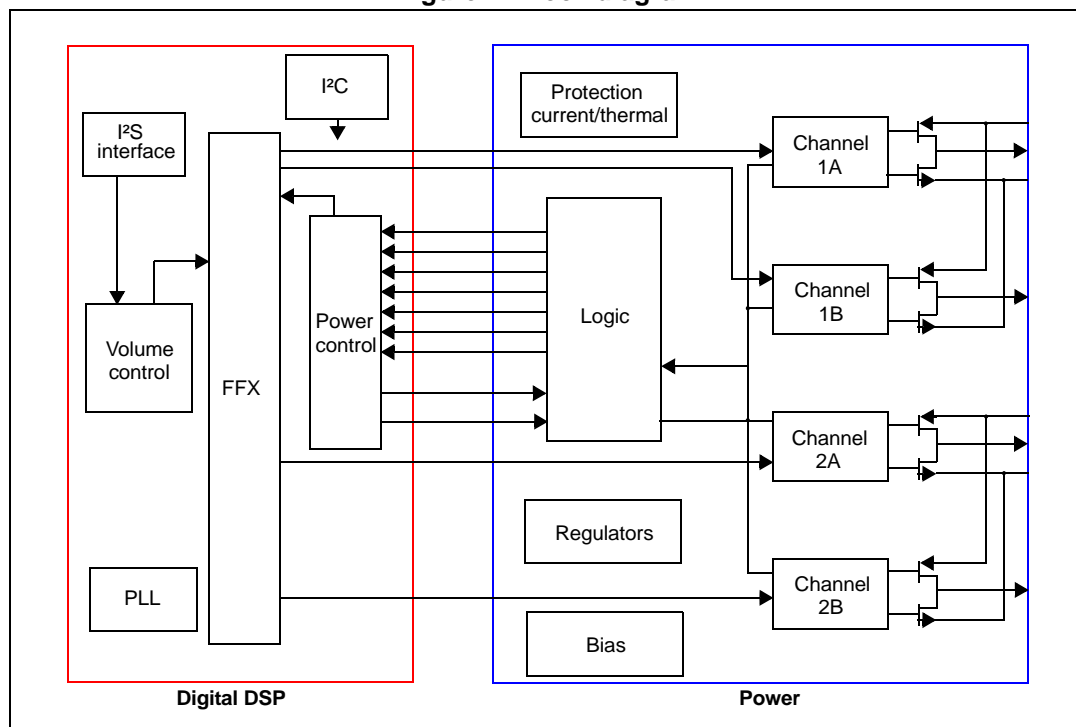 I²C
Protection
current/thermal
I²S
interface
Channel
1A
Channel
1B
Logic
Power
control
Volume
control
FFX
Channel
2A
Regulators
PLL
Channel
2B
Bias
Digital DSP
Power